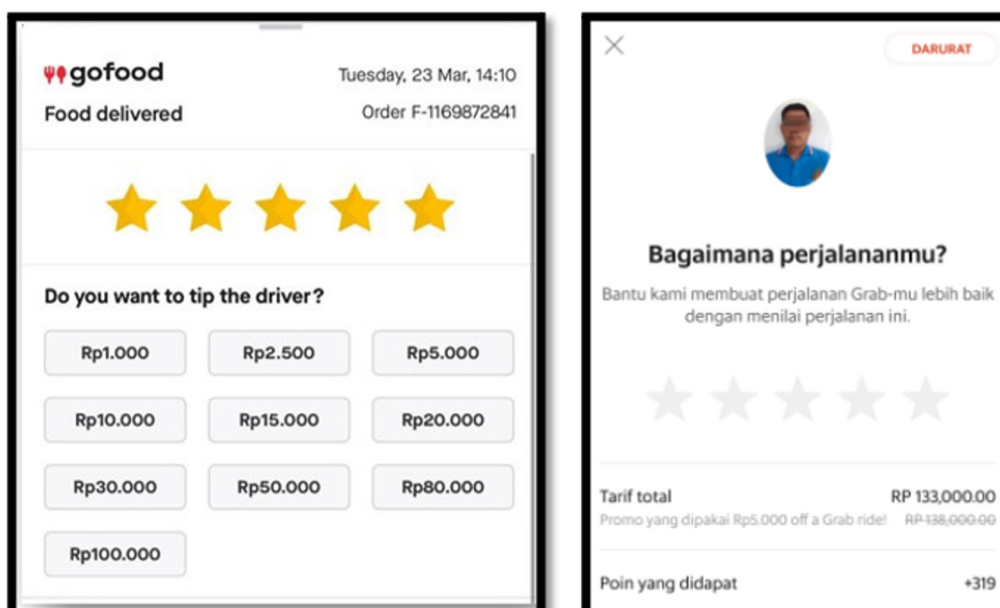 gofood
Tuesday, 23 Mar, 14:10
Food delivered
Order F-1169872841
Do you want to tip the driver?
Rp1.000
Rp2.500
Rp5.000
Rp10.000
Rp15.000
Rp20.000
Rp30.000
Rp50.000
Rp80.000
Rp100.000
DARURAT
Bagaimana perjalananmu?
Bantu kami membuat perjalanan Grab-mu lebih baik
dengan menilai perjalanan ini.
Tarif total
RP 133,000.00
Promo yang dipakai Rp5.000 off a Grab ride!
RP 138,000.00
Poin yang didapat
+319